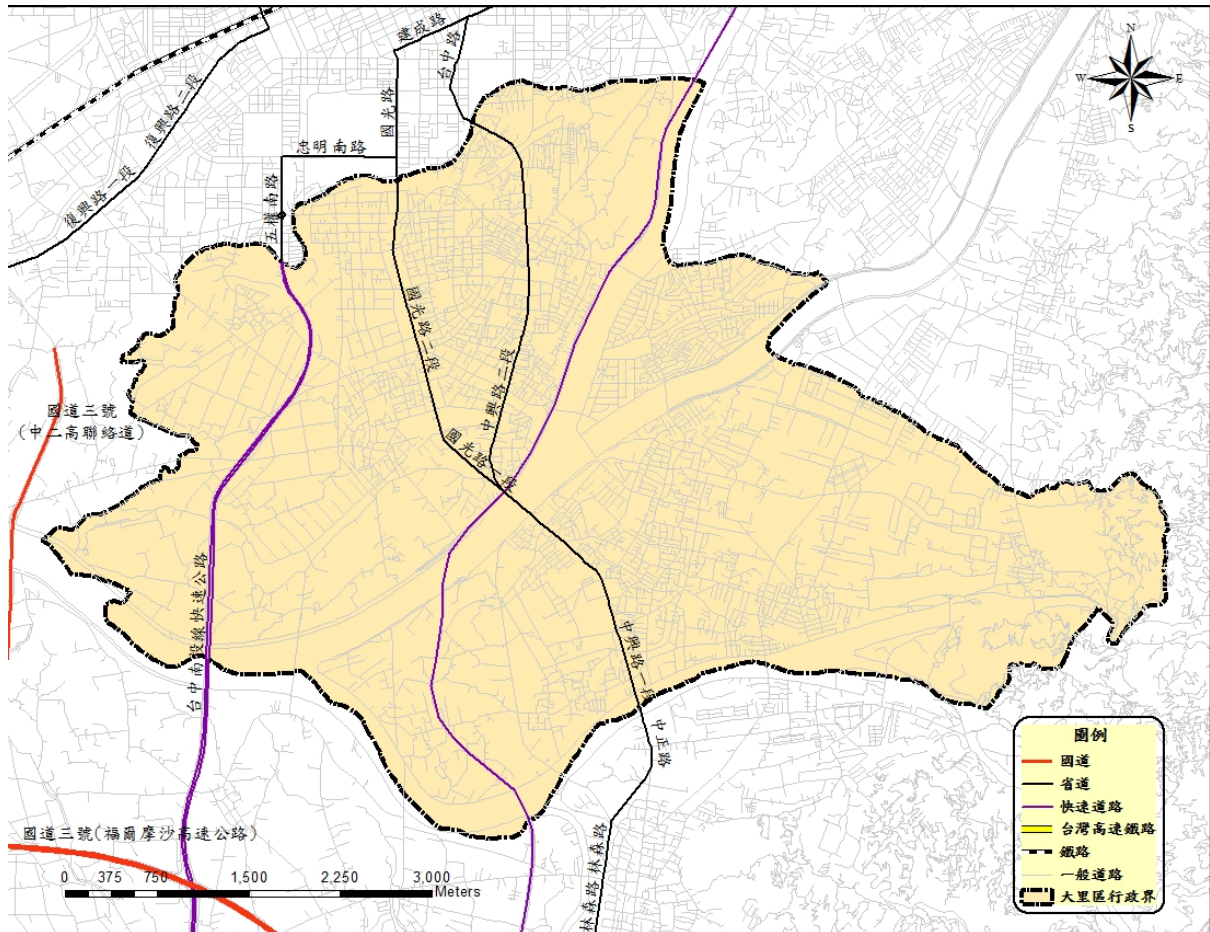 建成路
台中路
N
W
E
S
復興路二段
國光路
忠明南路
復興路一段
五權南路
國光路二段
中興路二段
國道三號
(中二高聯絡道)
國光路一段
台中南投線快速公路
中興路一段
中正路
國道三號(福爾摩沙高速公路)
林森路
林森路
0 375 750 1,500 2,250 3,000
Meters
圖例
國道
省道
快速道路
台灣高速鐵路
鐵路
一般道路
大里區行政界